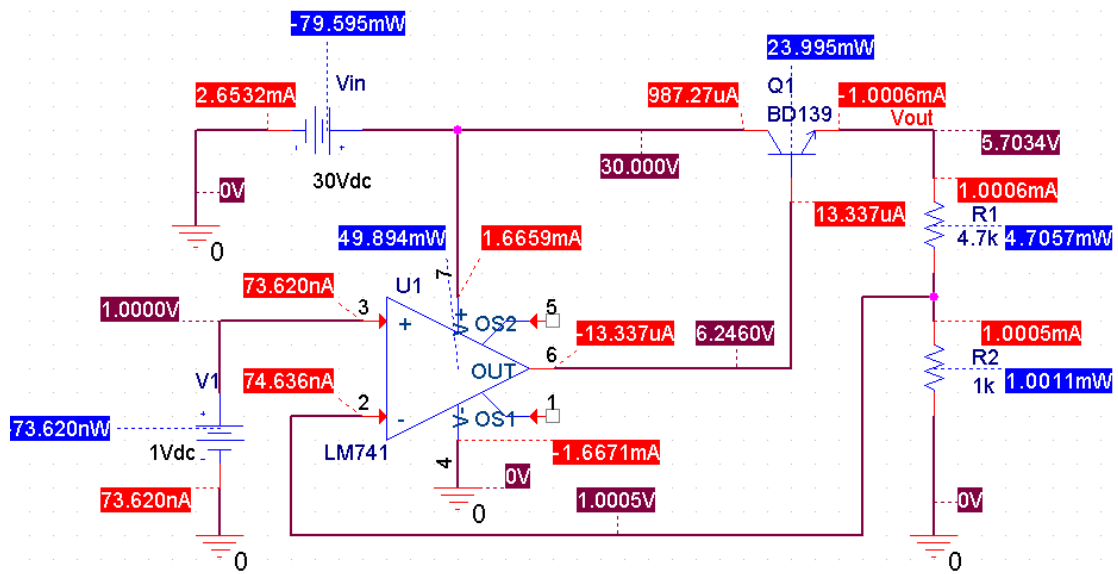 -79.595mW
23.995mW
Vin
Q1
2.6532mA
987.27uA
BD139
-1.0006mA
Vout
5.7034V
30.000V
0V
30Vdc
1.0006mA
13.337uA
R1
4.7k
4.7057mW
0
49.894mW
1.6659mA
7
U1
73.620nA
1.0000V
3
+
V+
OS2
5
-13.337uA
6.2460V
1.0005mA
6
OUT
R2
1k
1.0011mW
V1
74.636nA
2
-
V-
OS1
1
-73.620nW
1Vdc
LM741
4
-1.6671mA
0V
73.620nA
0
1.0005V
0V
0
0